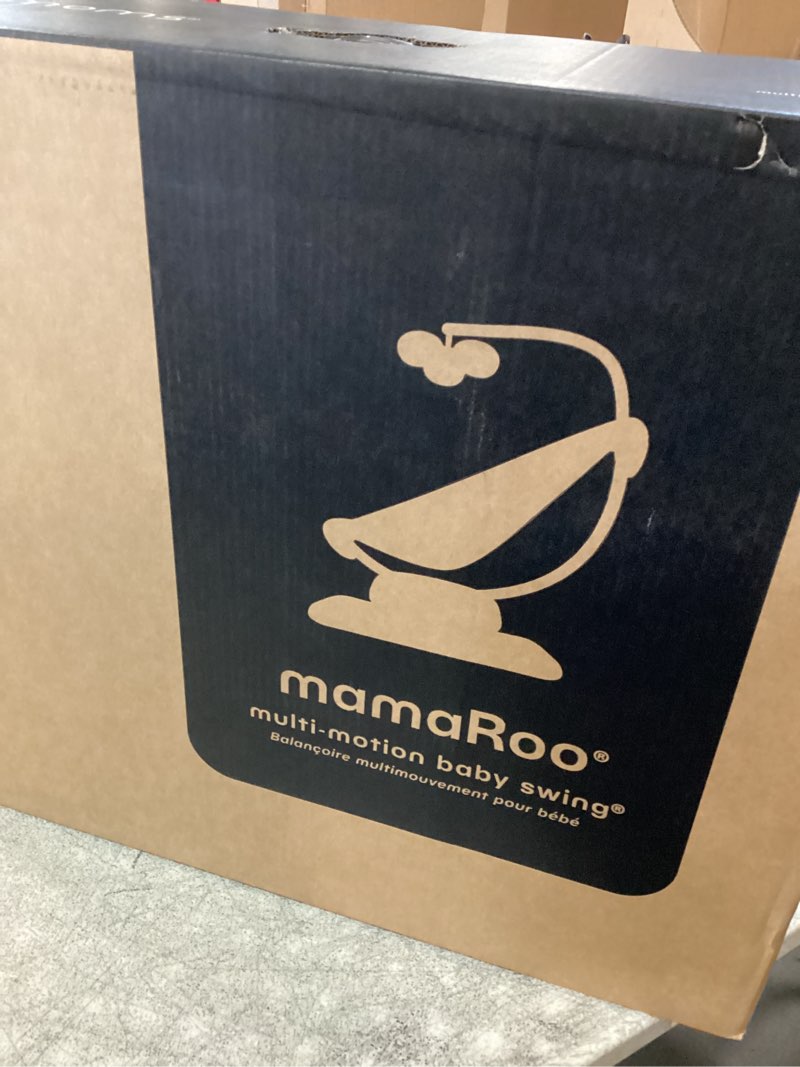 mamaRoo®
multi-motion baby swing®
Balançoire multimouvement pour bébé